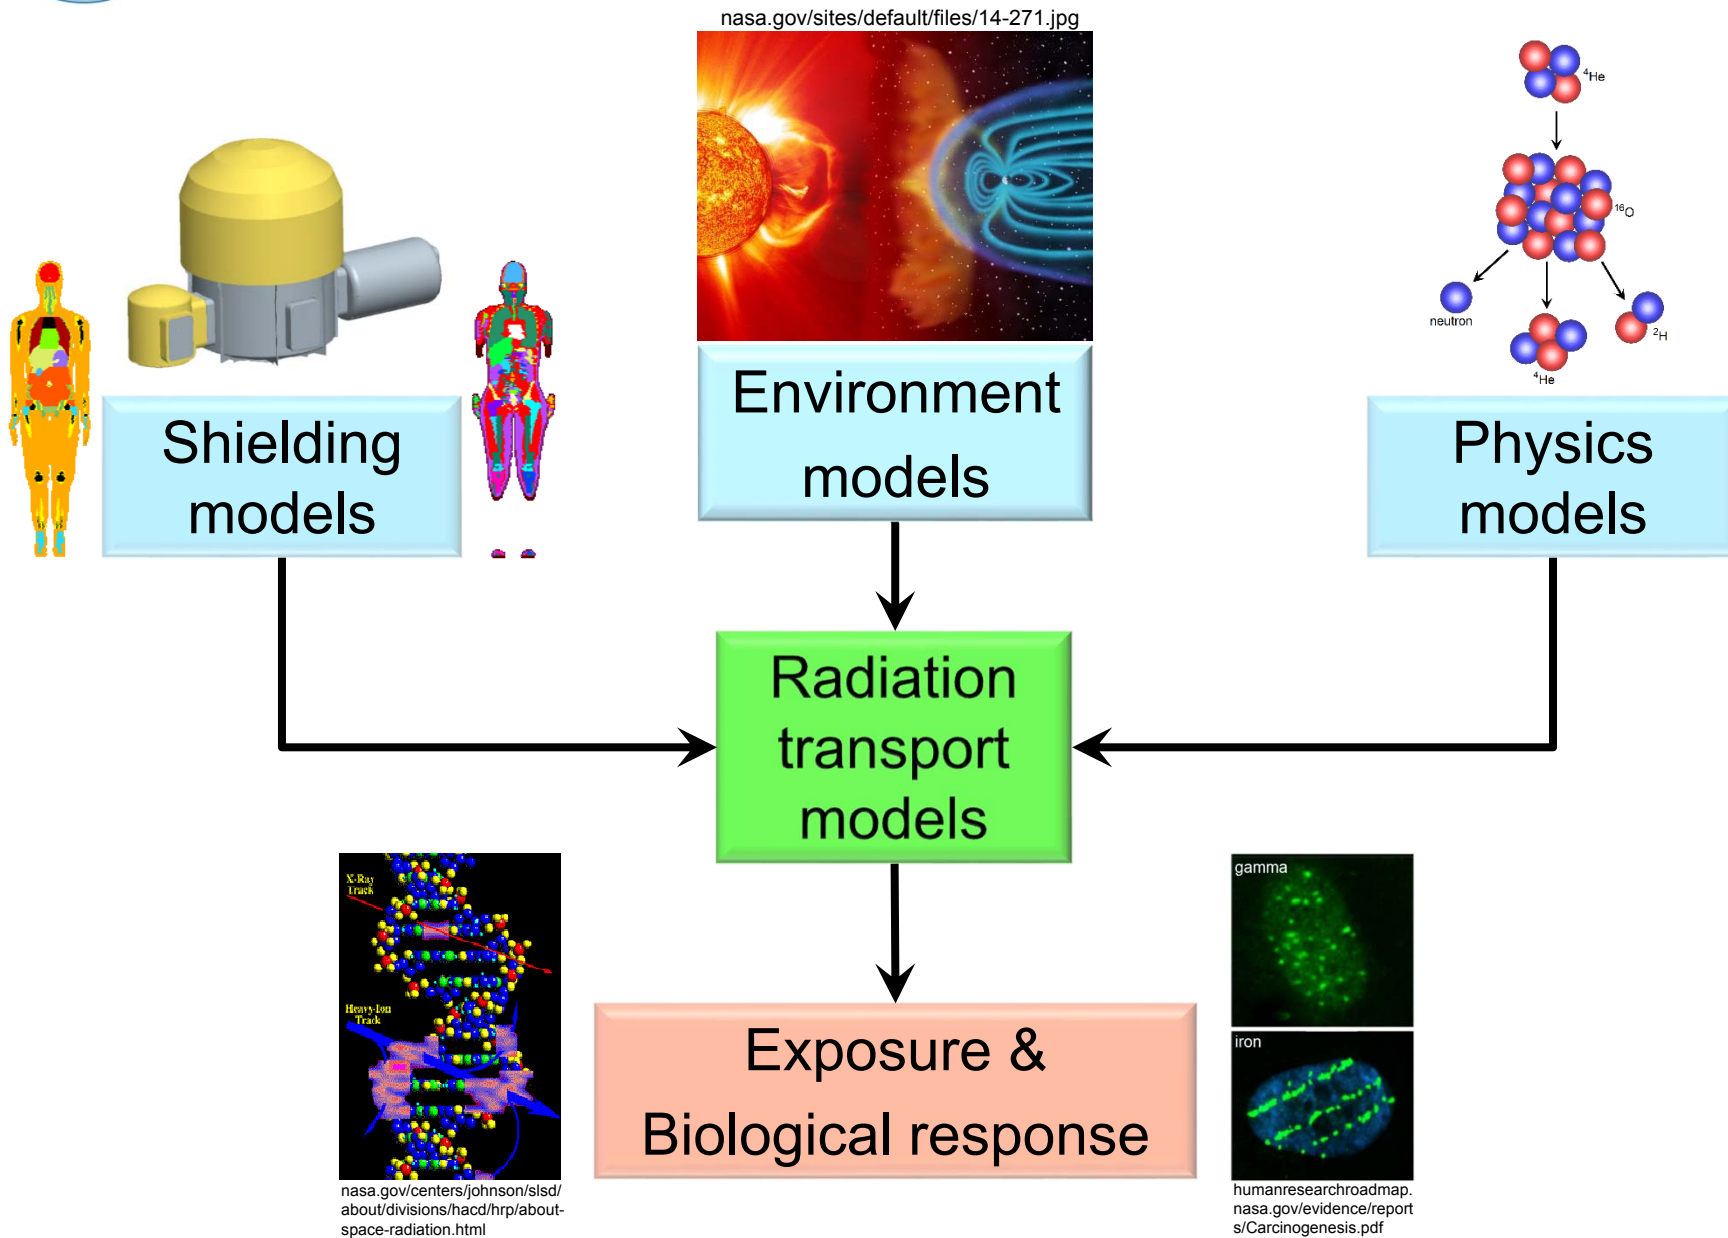 nasa.gov/sites/default/files/14-271.jpg
⁴He
¹⁶O
neutron
²H
⁴He
Shielding
models
Environment
models
Physics
models
Radiation
transport
models
X-Ray
Track
Heavy-Ion
Track
gamma
iron
Exposure &
Biological response
nasa.gov/centers/johnson/slsd/
about/divisions/hacd/hrp/about-
space-radiation.html
humanresearchroadmap.
nasa.gov/evidence/report
s/Carcinogenesis.pdf